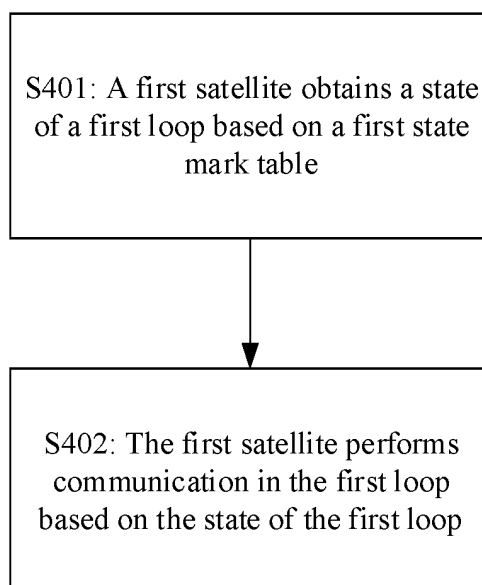 S401: A first satellite obtains a state
of a first loop based on a first state
mark table
S402: The first satellite performs
communication in the first loop
based on the state of the first loop